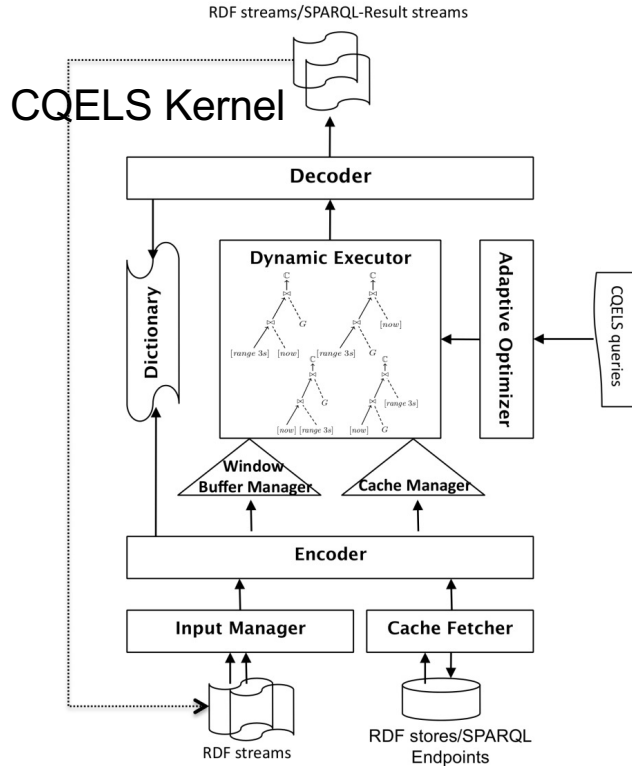 RDF streams/SPARQL-Result streams
CQELS Kernel
Decoder
Dictionary
Dynamic Executor
ℂ
⋈
⋈
G
[range 3s]
[now]
ℂ
⋈
⋈
[now]
[range 3s]
G
ℂ
⋈
⋈
G
[now]
[range 3s]
ℂ
⋈
⋈
[range 3s]
[now]
G
Adaptive Optimizer
CQELS
queries
Window
Buffer Manager
Cache Manager
Encoder
Input Manager
Cache Fetcher
RDF streams
RDF stores/SPARQL
Endpoints